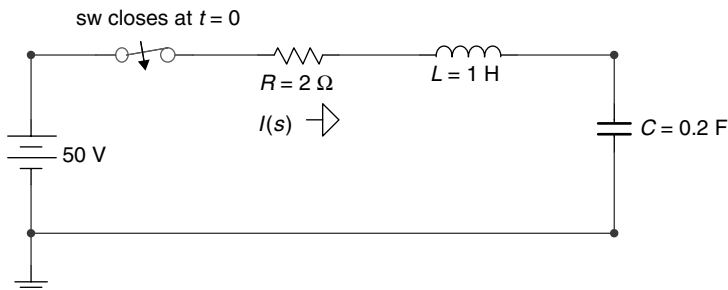 sw closes at t = 0
R = 2 Ω
L = 1 H
I(s)
C = 0.2 F
50 V